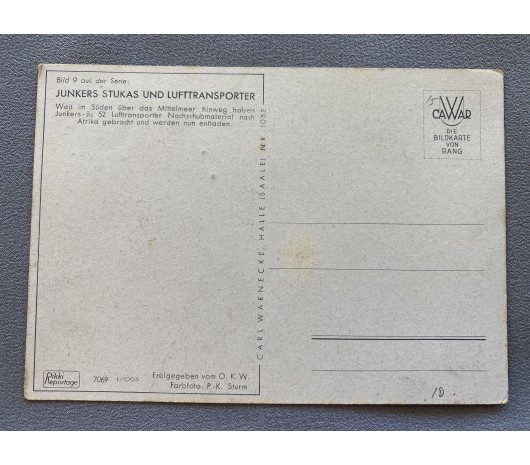 Bild 9 aus der Serie:
JUNKERS STUKAS UND LUFTTRANSPORTER
Weit im Süden über das Mittelmeer hinweg haben
Junkers-Ju 52 Lufttransporter Nachschubmaterial nach
Afrika gebracht und werden nun entladen.
CARL WARNECKE, HALLE (SAALE) NR 1052
CAWAR
DIE
BILDKARTE
VON
RANG
Rikki
Reportage
7069
Freigegeben vom O. K. W.
Farbfoto P.-K. Sturm
10.-